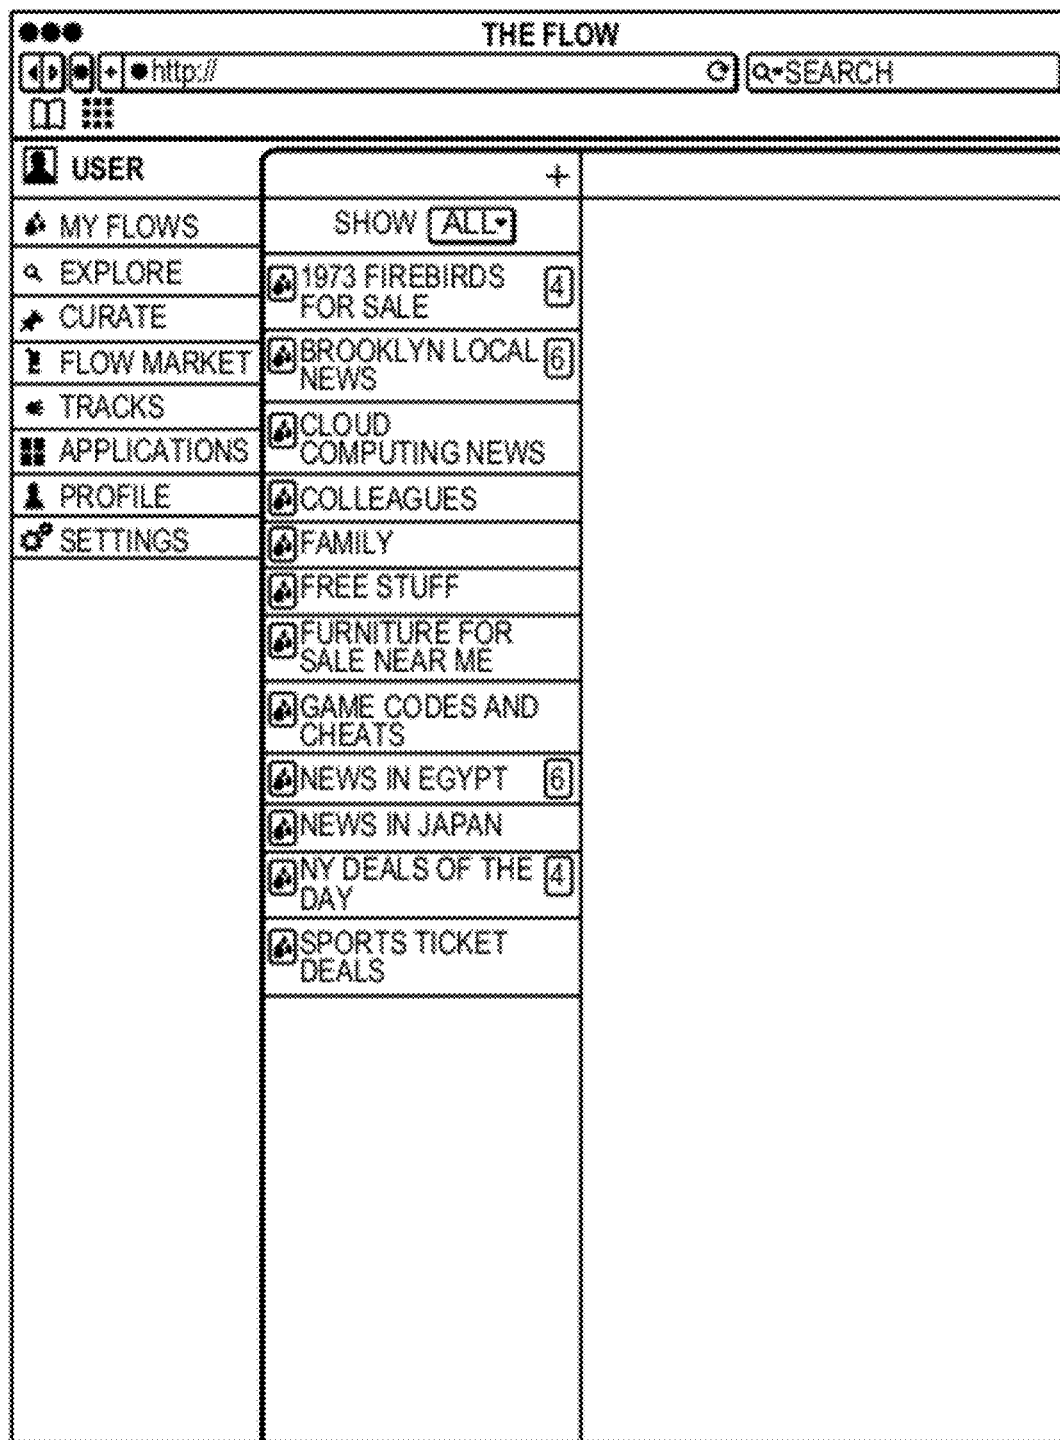 THE FLOW
http://
SEARCH
USER
MY FLOWS
EXPLORE
CURATE
FLOW MARKET
TRACKS
APPLICATIONS
PROFILE
SETTINGS
+
SHOW ALL
1973 FIREBIRDS 4
FOR SALE
BROOKLYN LOCAL 6
NEWS
CLOUD
COMPUTING NEWS
COLLEAGUES
FAMILY
FREE STUFF
FURNITURE FOR
SALE NEAR ME
GAME CODES AND
CHEATS
NEWS IN EGYPT 6
NEWS IN JAPAN
NY DEALS OF THE 4
DAY
SPORTS TICKET
DEALS